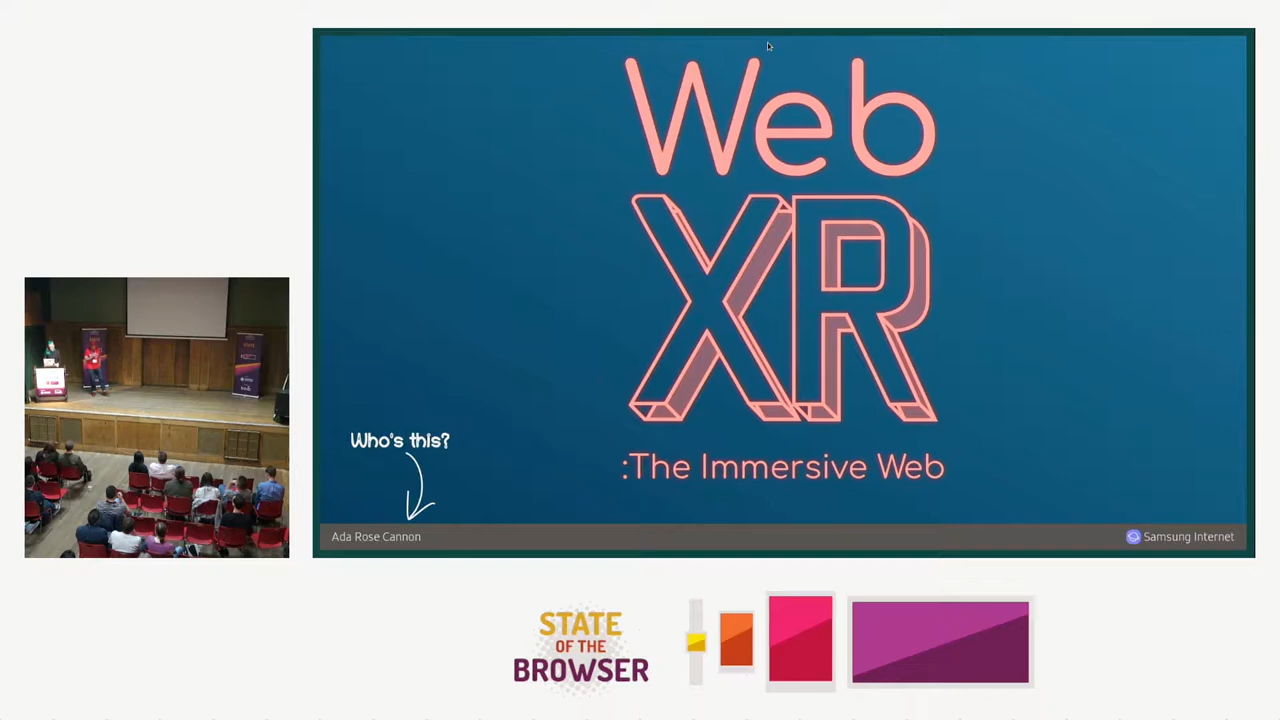 Web
XR
:The Immersive Web
Who's this?
Ada Rose Cannon
Samsung Internet
STATE
OF THE
BROWSER